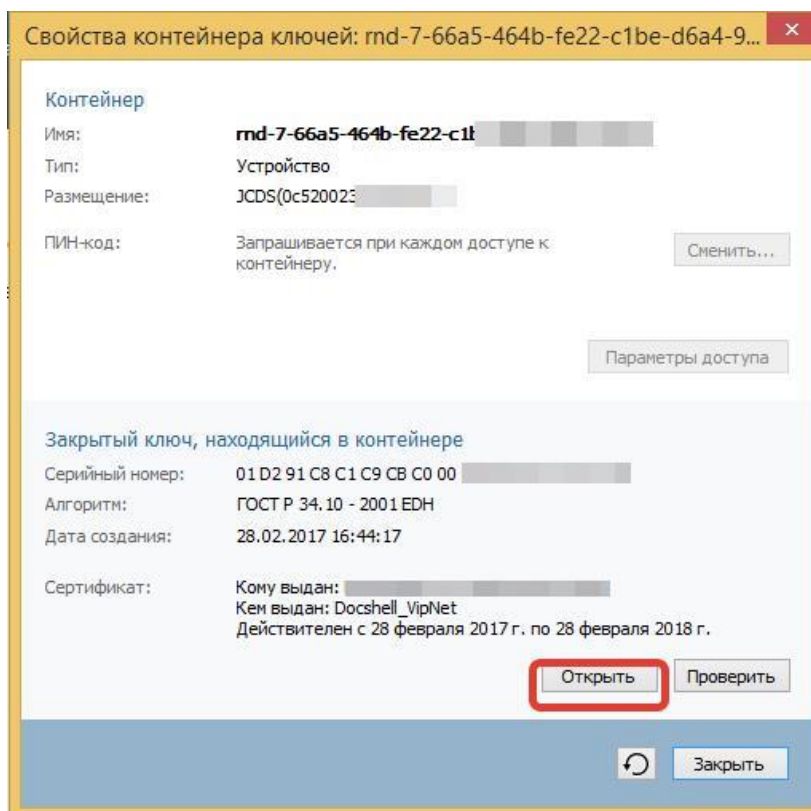 Свойства контейнера ключей: rnd-7-66a5-464b-fe22-c1be-d6a4-9...
Контейнер
Имя: rnd-7-66a5-464b-fe22-c1
Тип: Устройство
Размещение: JCDS(0c520023
ПИН-код: Запрашивается при каждом доступе к
контейнеру.
Сменить...
Параметры доступа
Закрытый ключ, находящийся в контейнере
Серийный номер: 01 D2 91 C8 C1 C9 CB C0 00
Алгоритм: ГОСТ Р 34.10 - 2001 EDH
Дата создания: 28.02.2017 16:44:17
Сертификат: Кому выдан:
Кем выдан: Docshell_VipNet
Действителен с 28 февраля 2017 г. по 28 февраля 2018 г.
Открыть Проверить
Закрыть